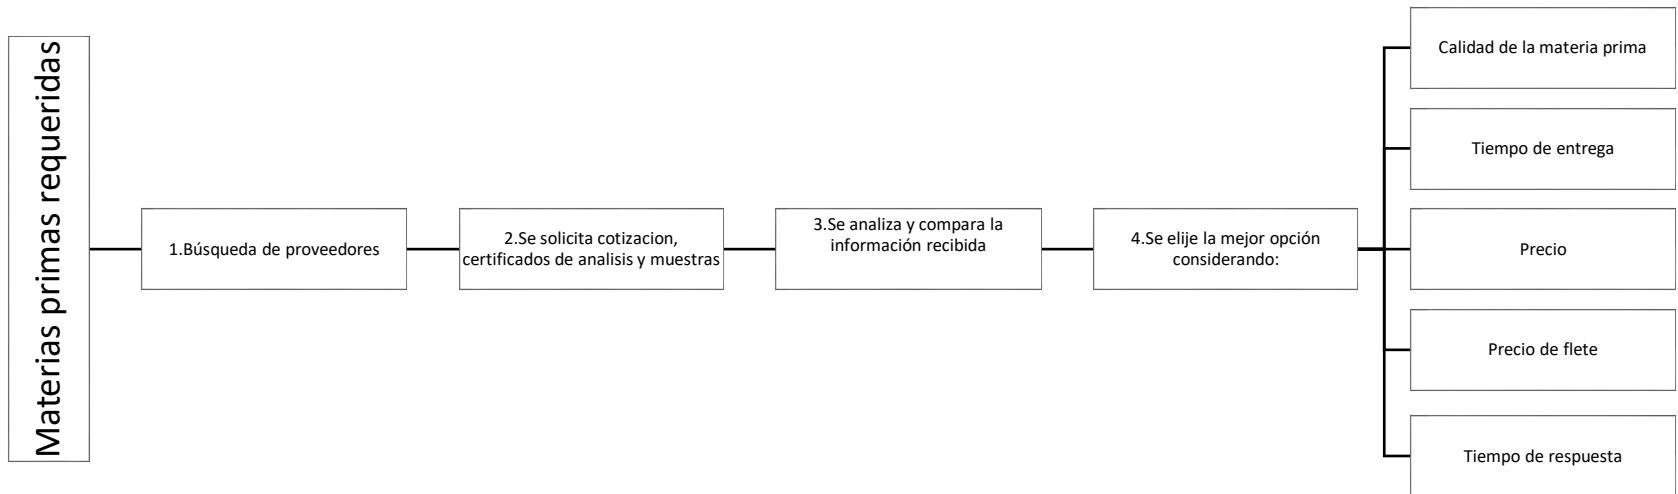 Materias primas requeridas
1.Búsqueda de proveedores
2.Se solicita cotizacion,
certificados de analisis y muestras
3.Se analiza y compara la
información recibida
4.Se elije la mejor opción
considerando:
Calidad de la materia prima
Tiempo de entrega
Precio
Precio de flete
Tiempo de respuesta